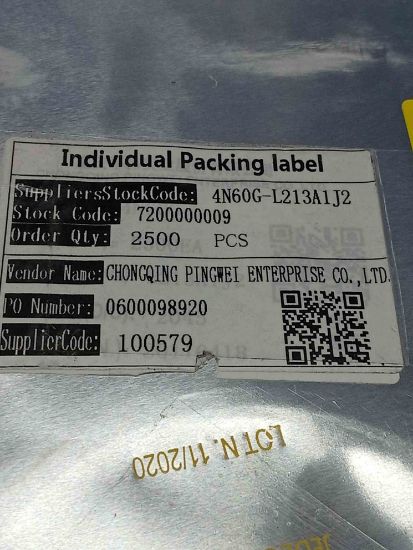 Individual Packing label
SuppliersStockCode: 4N60G-L213A1J2
Stock Code: 7200000009
Order Qty: 2500 PCS
Vendor Name: CHONGQING PINGWEI ENTERPRISE CO.,LTD.
PO Number: 0600098920
SupplierCode: 100579
LOT N. 11/2020